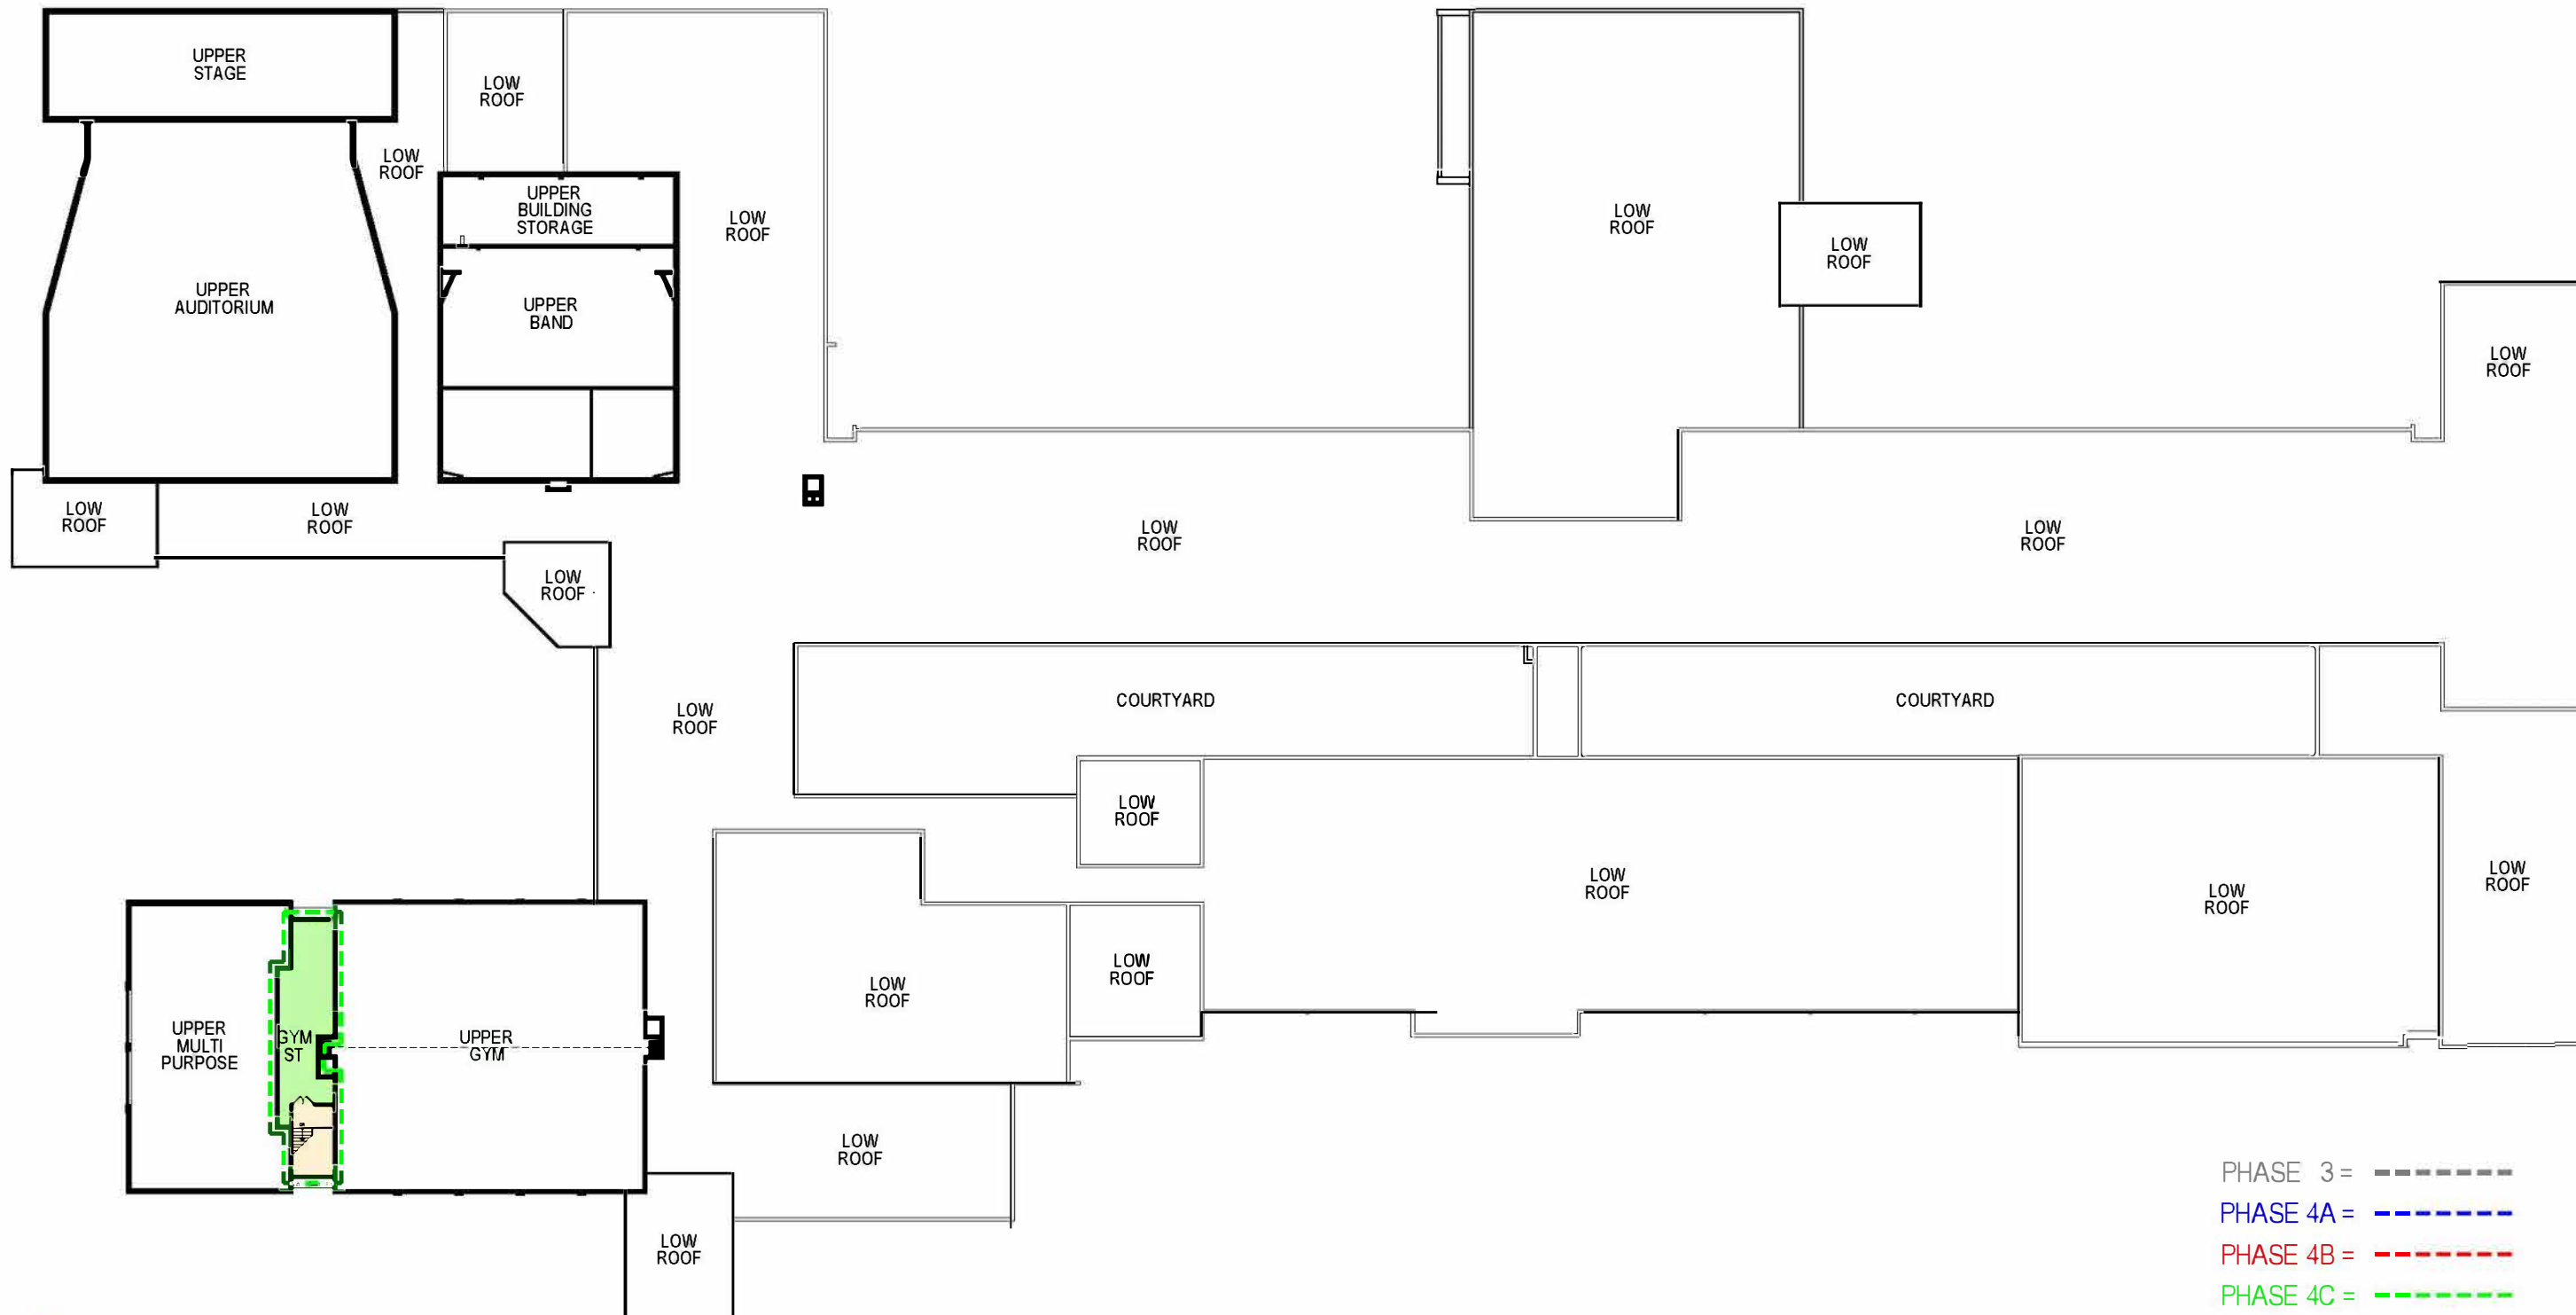 UPPER
STAGE
LOW
ROOF
LOW
ROOF
UPPER
BUILDING
STORAGE
LOW
ROOF
LOW
ROOF
LOW
ROOF
UPPER
AUDITORIUM
UPPER
BAND
LOW
ROOF
LOW
ROOF
LOW
ROOF
LOW
ROOF
LOW
ROOF
LOW
ROOF
LOW
ROOF
COURTYARD
COURTYARD
LOW
ROOF
LOW
ROOF
LOW
ROOF
LOW
ROOF
LOW
ROOF
LOW
ROOF
LOW
ROOF
UPPER
MULTI
PURPOSE
GYM
ST
UPPER
GYM
LOW
ROOF
LOW
ROOF
PHASE 3 =
PHASE 4A =
PHASE 4B =
PHASE 4C =